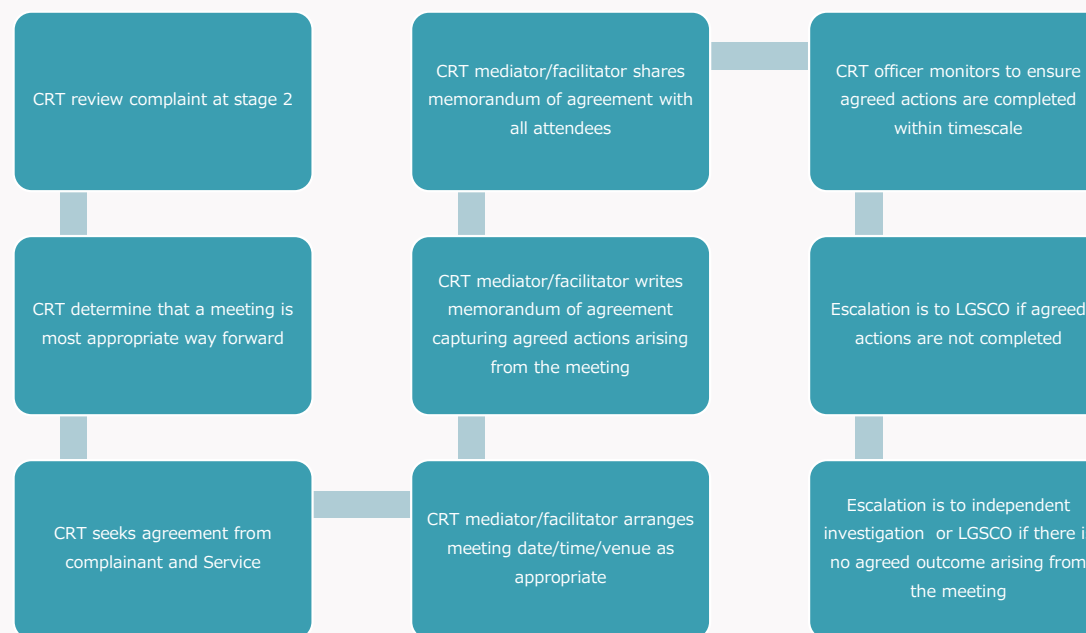 CRT review complaint at stage 2
CRT determine that a meeting is
most appropriate way forward
CRT seeks agreement from
complainant and Service
CRT mediator/facilitator arranges
meeting date/time/venue as
appropriate
CRT mediator/facilitator writes
memorandum of agreement
capturing agreed actions arising
from the meeting
CRT mediator/facilitator shares
memorandum of agreement with
all attendees
CRT officer monitors to ensure
agreed actions are completed
within timescale
Escalation is to LGSCO if agreed
actions are not completed
Escalation is to independent
investigation or LGSCO if there is
no agreed outcome arising from
the meeting